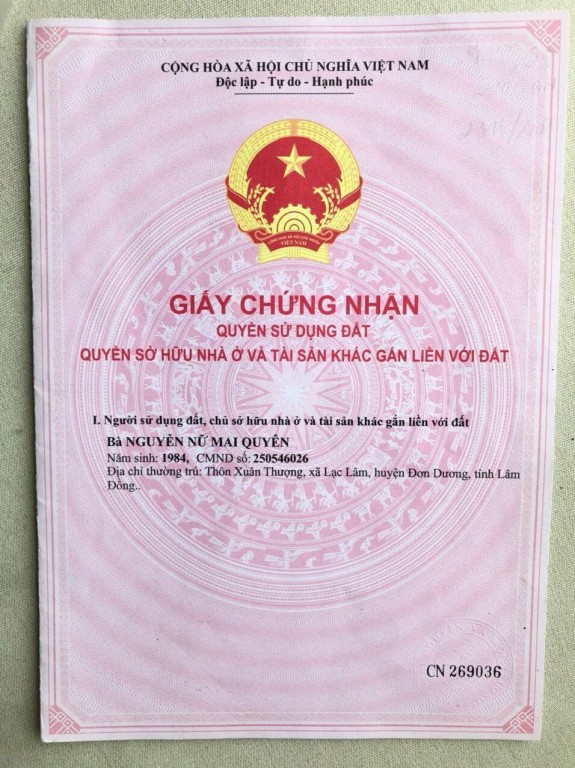 CỘNG HÒA XÃ HỘI CHỦ NGHĨA VIỆT NAM
Độc lập - Tự do - Hạnh phúc
VIỆT NAM
GIẤY CHỨNG NHẬN
QUYỀN SỬ DỤNG ĐẤT
QUYỀN SỞ HỮU NHÀ Ở VÀ TÀI SẢN KHÁC GẮN LIỀN VỚI ĐẤT
I. Người sử dụng đất, chủ sở hữu nhà ở và tài sản khác gắn liền với đất
Bà NGUYỄN NỮ MAI QUYÊN
Năm sinh: 1984, CMND số: 250546026
Địa chỉ thường trú: Thôn Xuân Thượng, xã Lạc Lâm, huyện Đơn Dương, tỉnh Lâm
Đồng..
CN 269036